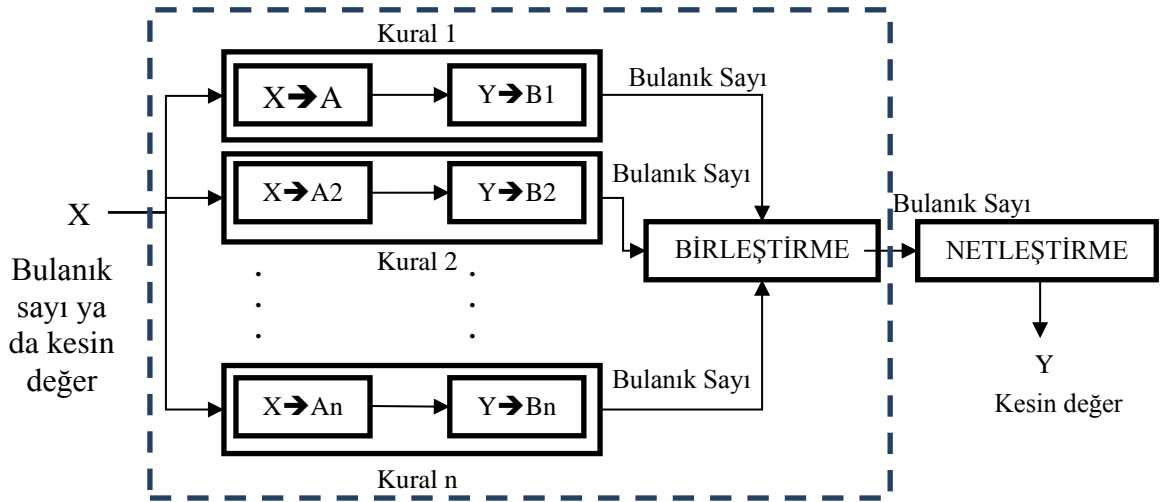 Kural 1
X➔A
Y➔B1
Bulanık Sayı
X➔A2
Y➔B2
Bulanık Sayı
Kural 2
X
Bulanık
sayı ya
da kesin
değer
BİRLEŞTİRME
Bulanık Sayı
NETLEŞTİRME
Y
Kesin değer
X➔An
Y➔Bn
Bulanık Sayı
Kural n